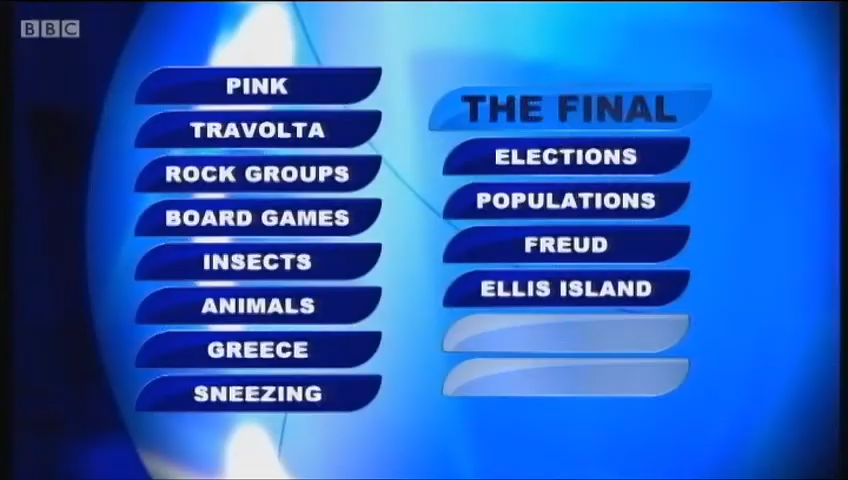 BBC
PINK
TRAVOLTA
ROCK GROUPS
BOARD GAMES
INSECTS
ANIMALS
GREECE
SNEEZING
THE FINAL
ELECTIONS
POPULATIONS
FREUD
ELLIS ISLAND